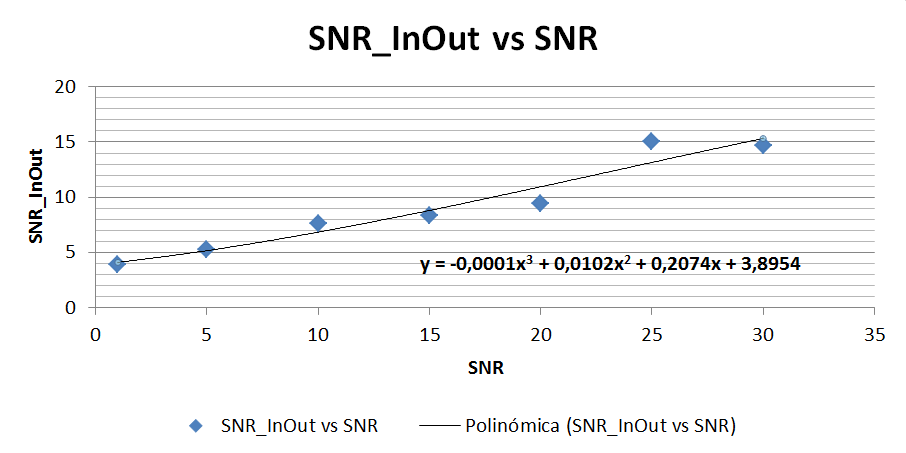 SNR_InOut vs SNR
20
15
10
5
0
SNR_InOut
y = -0,0001x³ + 0,0102x² + 0,2074x + 3,8954
0 5 10 15 20 25 30 35
SNR
SNR_InOut vs SNR
Polinómica (SNR_InOut vs SNR)